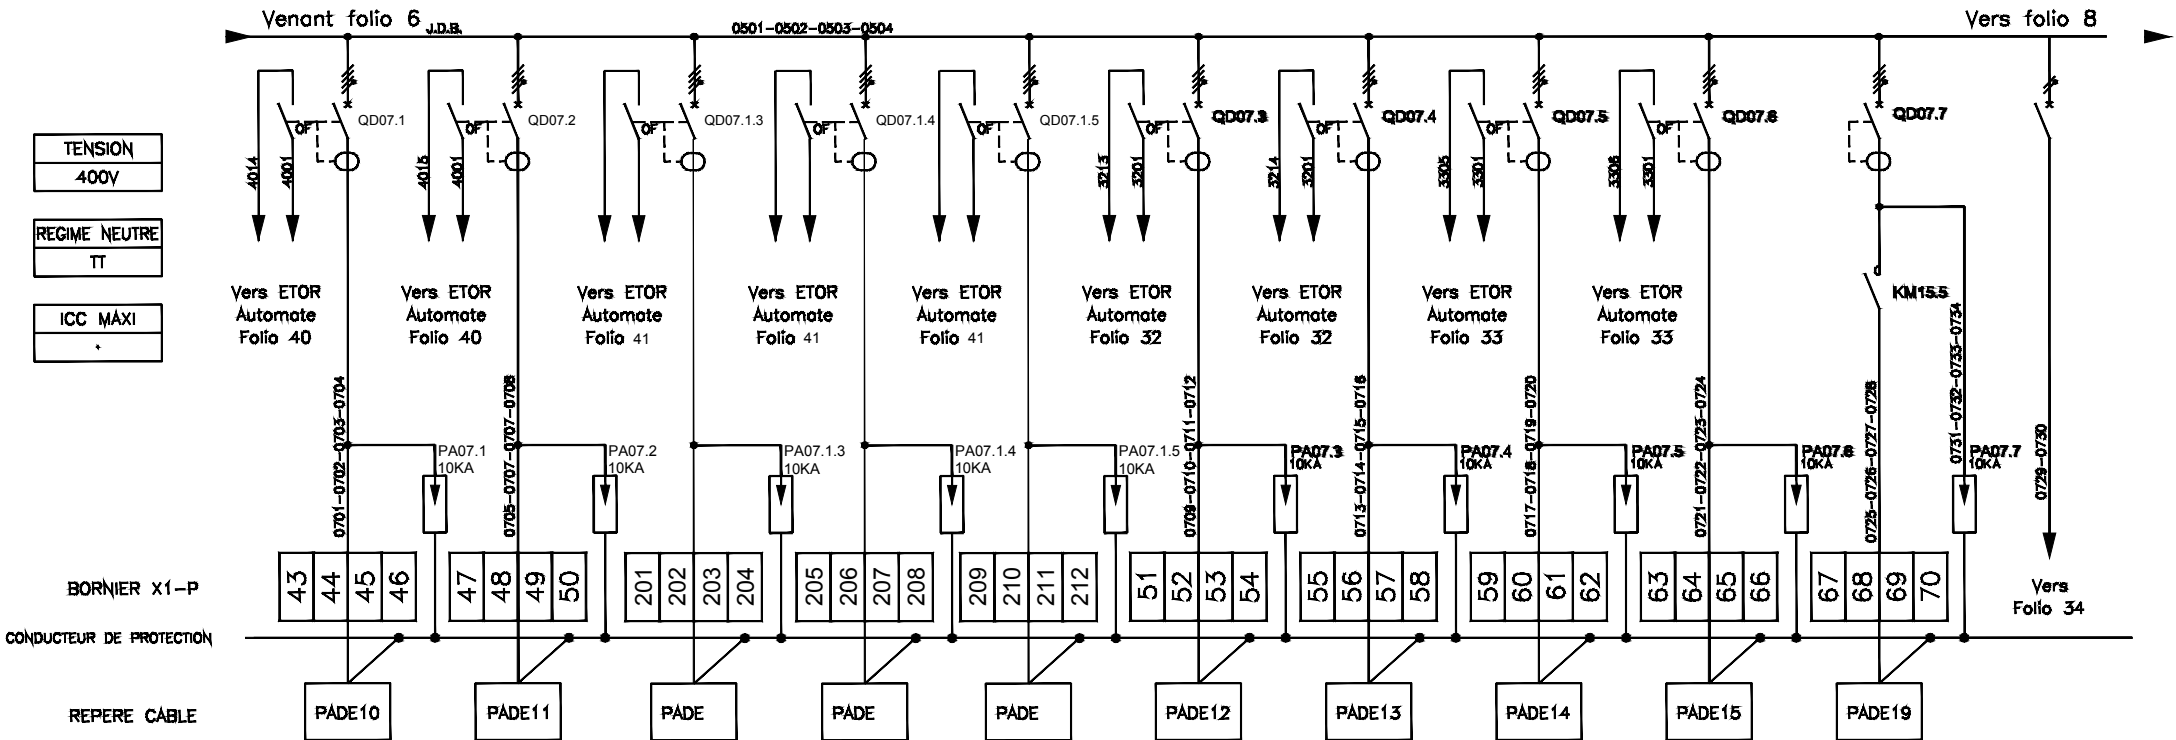 Venant folio 6
J.D.B.
0501-0502-0503-0504
Vers folio 8
TENSION
400V
REGIME NEUTRE
TT
ICC MAXI
*
4014
4001
OF
QD07.1
4015
4001
OF
QD07.2
OF
QD07.1.3
QD07.1.4
OF
QD07.1.5
3213
3201
OF
QD07.3
3214
3201
OF
QD07.4
3305
3301
OF
QD07.5
3306
3301
OF
QD07.6
QD07.7
KM15.5
Vers ETOR
Automate
Folio 40
Vers ETOR
Automate
Folio 40
Vers ETOR
Automate
Folio 41
Vers ETOR
Automate
Folio 41
Vers ETOR
Automate
Folio 41
Vers ETOR
Automate
Folio 32
Vers ETOR
Automate
Folio 32
Vers ETOR
Automate
Folio 33
Vers ETOR
Automate
Folio 33
0701-0702-0703-0704
PA07.1
10KA
0705-0707-0707-0708
PA07.2
10KA
PA07.1.3
10KA
PA07.1.4
10KA
PA07.1.5
10KA
0709-0710-0711-0712
PA07.3
10KA
0713-0714-0715-0716
PA07.4
10KA
0717-0718-0719-0720
PA07.5
10KA
0721-0722-0723-0724
PA07.6
10KA
0725-0726-0727-0728
0731-0732-0733-0734
PA07.7
10KA
0729-0730
Vers
Folio 34
BORNIER X1-P
43 44 45 46
47 48 49 50
201 202 203 204
205 206 207 208
209 210 211 212
51 52 53 54
55 56 57 58
59 60 61 62
63 64 65 66
67 68 69 70
CONDUCTEUR DE PROTECTION
REPERE CABLE
PADE10
PADE11
PADE
PADE
PADE
PADE12
PADE13
PADE14
PADE15
PADE19